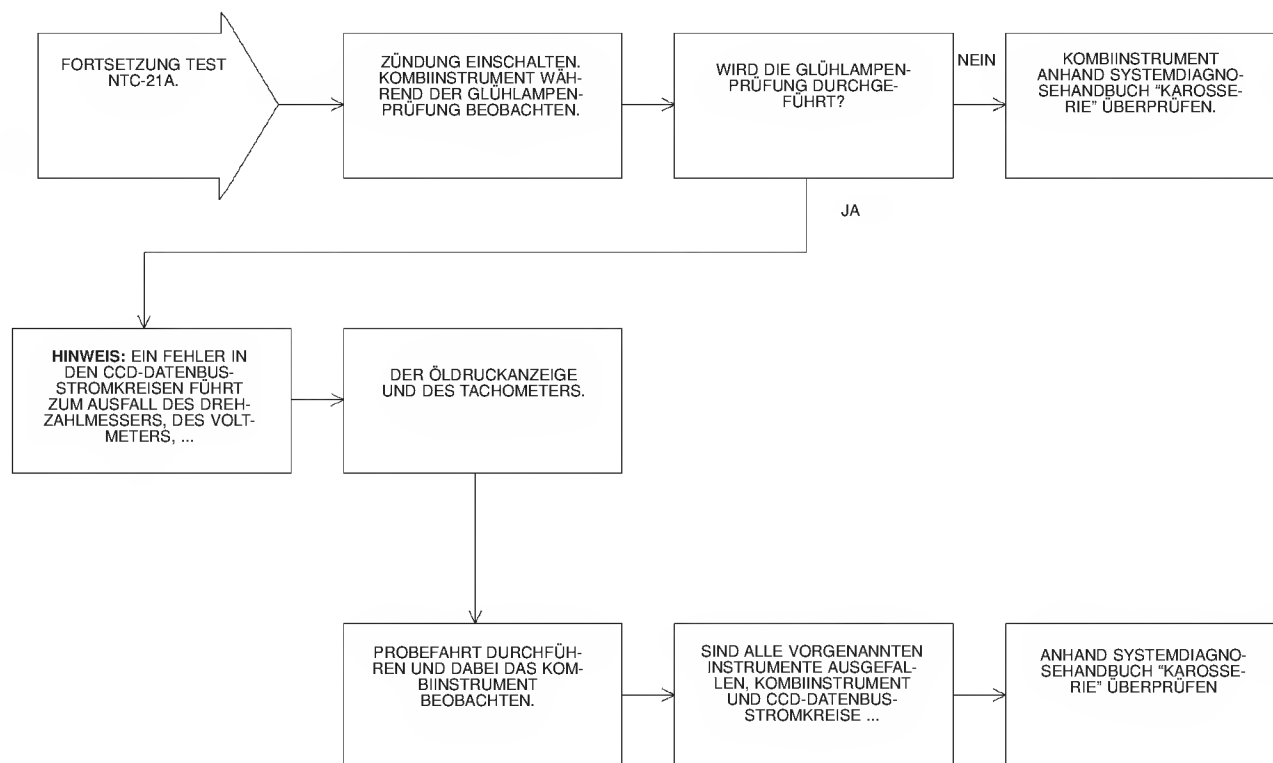 FORTSETZUNG TEST
NTC-21A.
ZÜNDUNG EINSCHALTEN.
KOMBIINSTRUMENT WÄH-
REND DER GLÜHLAMPEN-
PRÜFUNG BEOBACHTEN.
WIRD DIE GLÜHLAMPEN-
PRÜFUNG DURCHGE-
FÜHRT?
NEIN
KOMBIINSTRUMENT
ANHAND SYSTEMDIAGNO-
SEHANDBUCH “KAROSSE-
RIE” ÜBERPRÜFEN.
JA
HINWEIS: EIN FEHLER IN
DEN CCD-DATENBUS-
STROMKREISEN FÜHRT
ZUM AUSFALL DES DREH-
ZAHLMESSERS, DES VOLT-
METERS, ...
DER ÖLDRUCKANZEIGE
UND DES TACHOMETERS.
PROBEFAHRT DURCHFÜH-
REN UND DABEI DAS KOM-
BIINSTRUMENT
BEOBACHTEN.
SIND ALLE VORGENANNTEN
INSTRUMENTE AUSGEFAL-
LEN, KOMBIINSTRUMENT
UND CCD-DATENBUS-
STROMKREISE ...
ANHAND SYSTEMDIAGNO-
SEHANDBUCH “KAROSSE-
RIE” ÜBERPRÜFEN